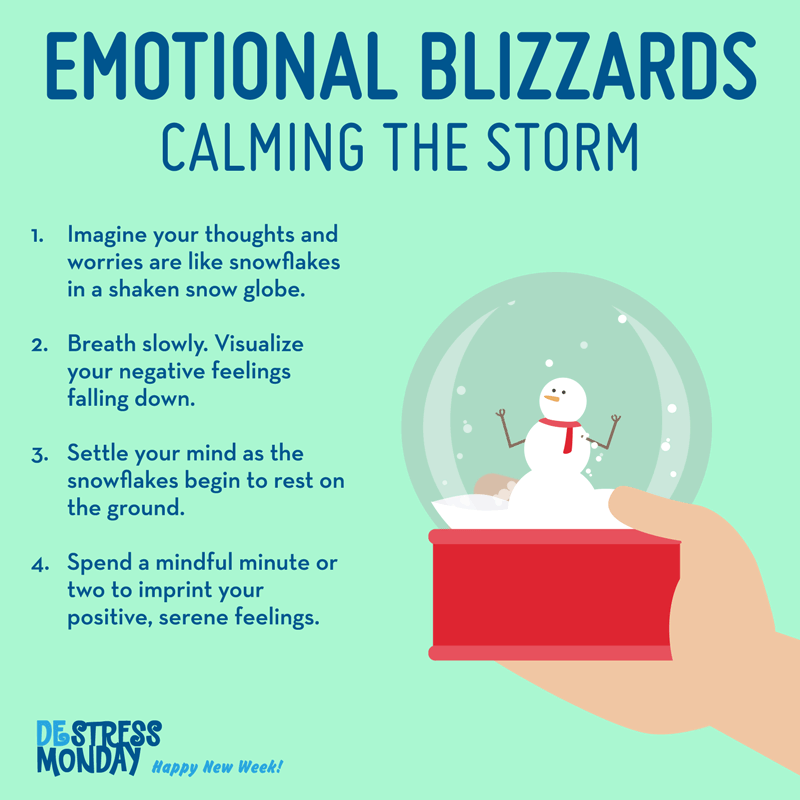 EMOTIONAL BLIZZARDS
CALMING THE STORM
1. Imagine your thoughts and
worries are like snowflakes
in a shaken snow globe.
2. Breath slowly. Visualize
your negative feelings
falling down.
3. Settle your mind as the
snowflakes begin to rest on
the ground.
4. Spend a mindful minute or
two to imprint your
positive, serene feelings.
DESTRESS
MONDAY Happy New Week!